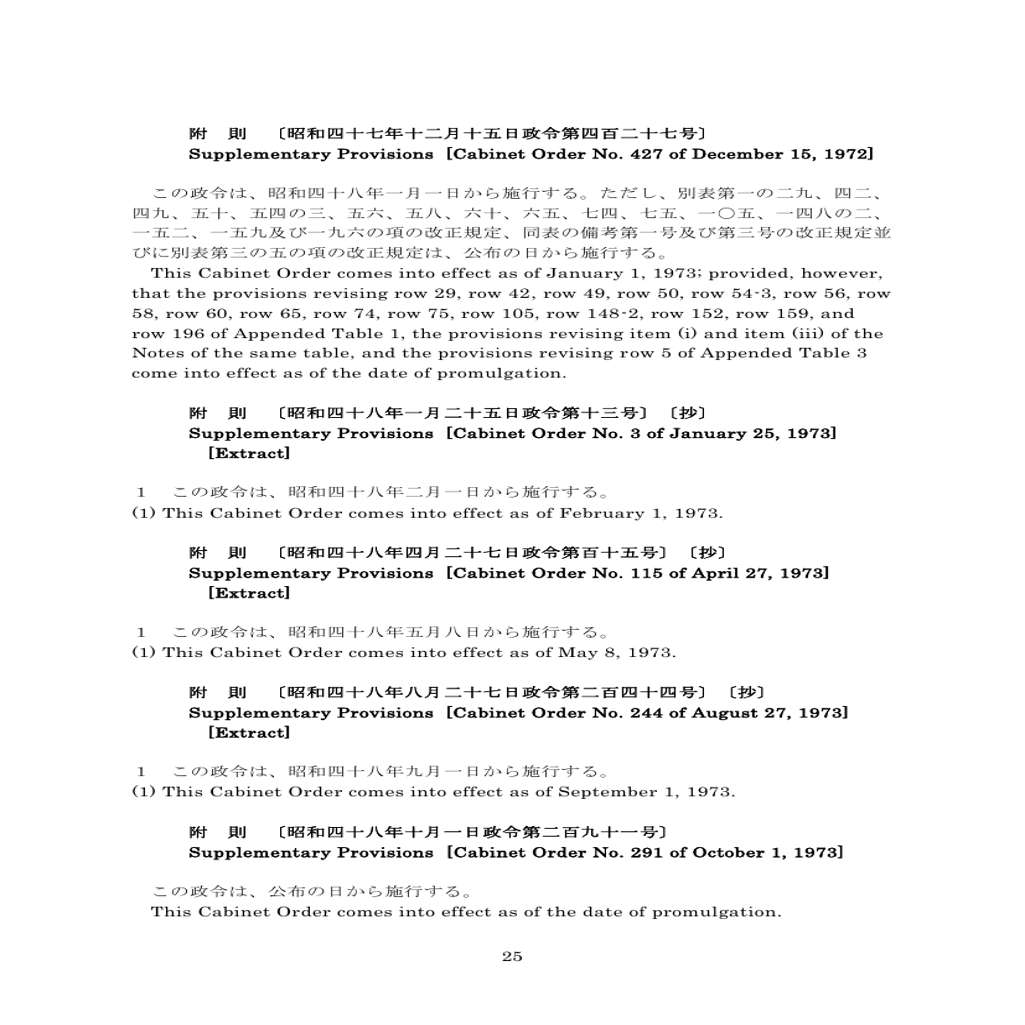 附　則　〔昭和四十七年十二月十五日政令第四百二十七号〕
Supplementary Provisions [Cabinet Order No. 427 of December 15, 1972]
この政令は、昭和四十八年一月一日から施行する。ただし、別表第一の二九、四二、
四九、五十、五四の三、五六、五八、六十、六五、七四、七五、一〇五、一四八の二、
一五二、一五九及び一九六の項の改正規定、同表の備考第一号及び第三号の改正規定並
びに別表第三の五の項の改正規定は、公布の日から施行する。
This Cabinet Order comes into effect as of January 1, 1973; provided, however,
that the provisions revising row 29, row 42, row 49, row 50, row 54-3, row 56, row
58, row 60, row 65, row 74, row 75, row 105, row 148-2, row 152, row 159, and
row 196 of Appended Table 1, the provisions revising item (i) and item (iii) of the
Notes of the same table, and the provisions revising row 5 of Appended Table 3
come into effect as of the date of promulgation.
附　則　〔昭和四十八年一月二十五日政令第十三号〕〔抄〕
Supplementary Provisions [Cabinet Order No. 3 of January 25, 1973]
[Extract]
1　この政令は、昭和四十八年二月一日から施行する。
(1) This Cabinet Order comes into effect as of February 1, 1973.
附　則　〔昭和四十八年四月二十七日政令第百十五号〕〔抄〕
Supplementary Provisions [Cabinet Order No. 115 of April 27, 1973]
[Extract]
1　この政令は、昭和四十八年五月八日から施行する。
(1) This Cabinet Order comes into effect as of May 8, 1973.
附　則　〔昭和四十八年八月二十七日政令第二百四十四号〕〔抄〕
Supplementary Provisions [Cabinet Order No. 244 of August 27, 1973]
[Extract]
1　この政令は、昭和四十八年九月一日から施行する。
(1) This Cabinet Order comes into effect as of September 1, 1973.
附　則　〔昭和四十八年十月一日政令第二百九十一号〕
Supplementary Provisions [Cabinet Order No. 291 of October 1, 1973]
この政令は、公布の日から施行する。
This Cabinet Order comes into effect as of the date of promulgation.
25